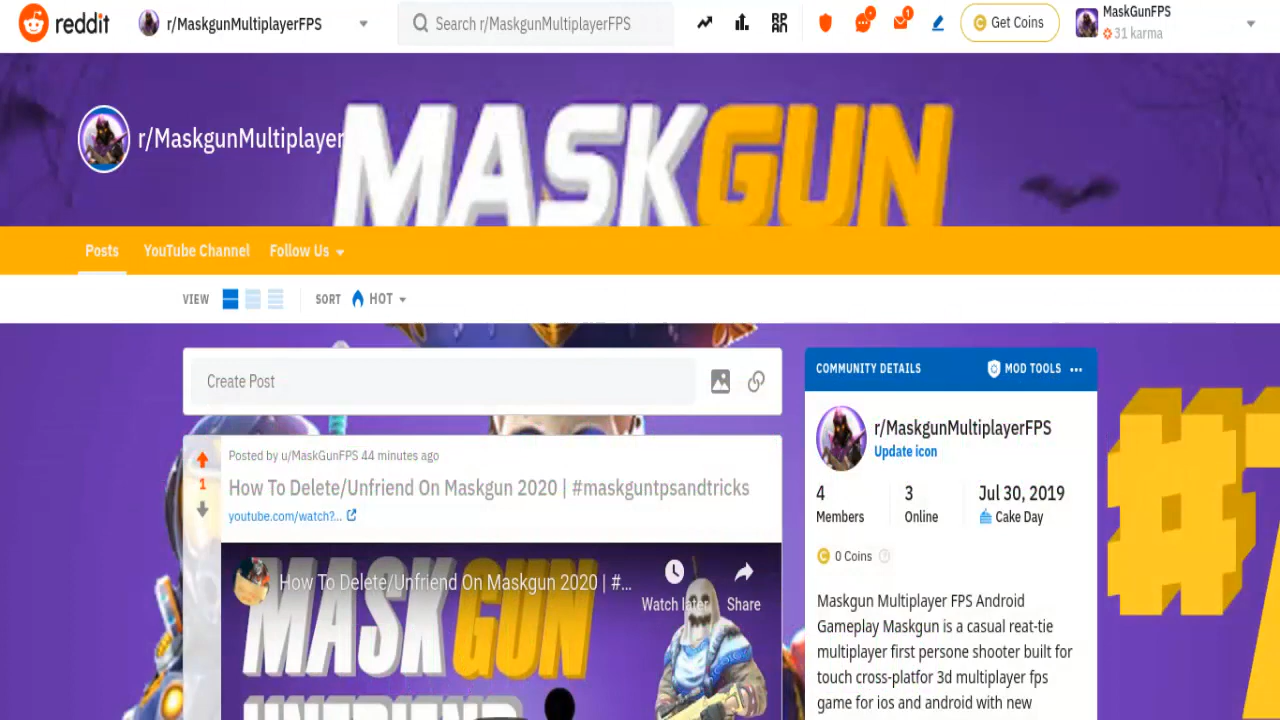 reddit r/MaskgunMultiplayerFPS Search r/MaskgunMultiplayerFPS 1 Get Coins MaskGunFPS
31 karma
r/MaskgunMultiplayer MASKGUN
Posts YouTube Channel Follow Us
VIEW SORT HOT
Create Post
COMMUNITY DETAILS MOD TOOLS ...
r/MaskgunMultiplayerFPS
Update icon
Posted by u/MaskGunFPS 44 minutes ago
1 How To Delete/Unfriend On Maskgun 2020 | #maskguntpsandtricks
youtube.com/watch?...
4 3 Jul 30, 2019
Members Online Cake Day
0 Coins
How To Delete/Unfriend On Maskgun 2020 | #...
Watch later Share
MASK GUN
UNFRIEND
Maskgun Multiplayer FPS Android
Gameplay Maskgun is a casual reat-tie
multiplayer first persone shooter built for
touch cross-platfor 3d multiplayer fps
game for ios and android with new
#